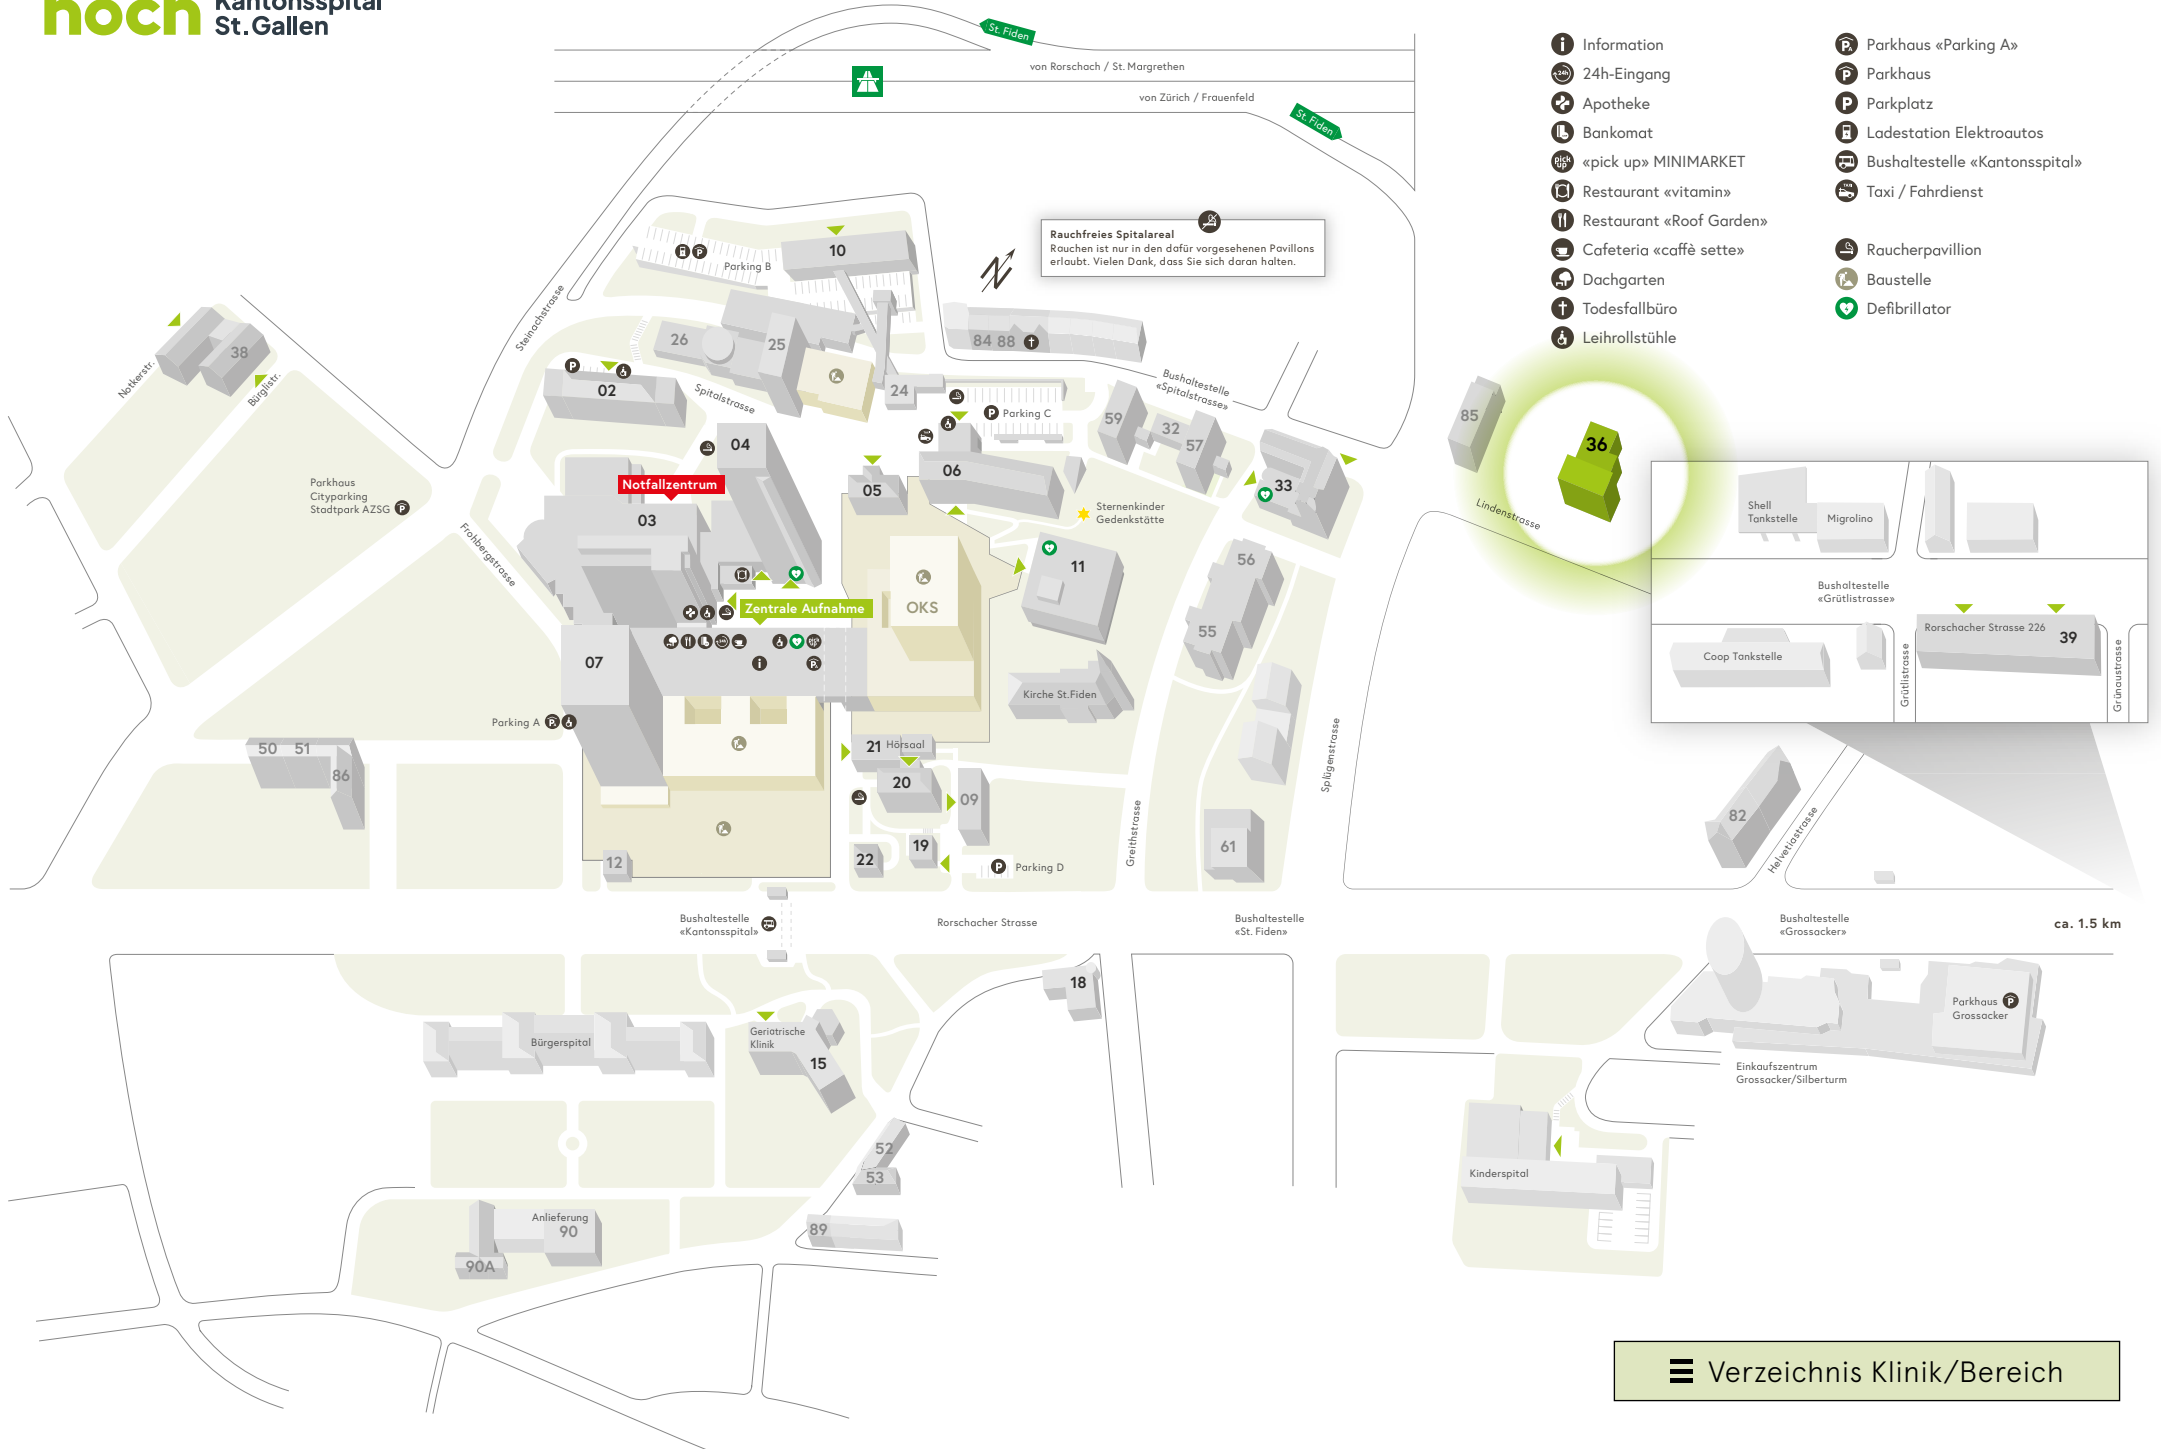 noch Kantonsspital
St.Gallen
St. Fiden
von Rorschach / St. Margrethen
von Zürich / Frauenfeld
St. Fiden
Information
24h-Eingang
Apotheke
Bankomat
«pick up» MINIMARKET
Restaurant «vitamin»
Restaurant «Roof Garden»
Cafeteria «caffè sette»
Dachgarten
Todesfallbüro
Leihrollstühle
Parkhaus «Parking A»
Parkhaus
Parkplatz
Ladestation Elektroautos
Bushaltestelle «Kantonsspital»
Taxi / Fahrdienst
Raucherpavillion
Baustelle
Defibrillator
Rauchfreies Spitalareal
Rauchen ist nur in den dafür vorgesehenen Pavillons
erlaubt. Vielen Dank, dass Sie sich daran halten.
N
10
Parking B
Steinachstrasse
26
25
84 88
38
Notkerstr.
Bürglistr.
02
Spitalstrasse
24
Parking C
Bushaltestelle
«Spitalstrasse»
59
32
57
85
36
04
Notfallzentrum
03
05
06
33
Sternenkinder
Gedenkstätte
Lindenstrasse
Parkhaus
Cityparking
Stadtpark AZSG
Frohbergstrasse
11
56
55
OKS
Zentrale Aufnahme
07
Kirche St.Fiden
Parking A
Shell
Tankstelle
Migrolino
Bushaltestelle
«Grütlistrasse»
Coop Tankstelle
Rorschacher Strasse 226
39
Grütlistrasse
Grünaustrasse
50 51
86
21 Hörsaal
20
09
19
22
12
Parking D
Greithstrasse
Splügenstrasse
61
82
Helvetiastrasse
Bushaltestelle
«Kantonsspital»
Rorschacher Strasse
Bushaltestelle
«St. Fiden»
Bushaltestelle
«Grossacker»
ca. 1.5 km
18
Bürgerspital
Geriatrische
Klinik
15
Parkhaus
Grossacker
Einkaufszentrum
Grossacker/Silberturm
52
53
89
Kinderspital
Anlieferung
90
90A
Verzeichnis Klinik/Bereich